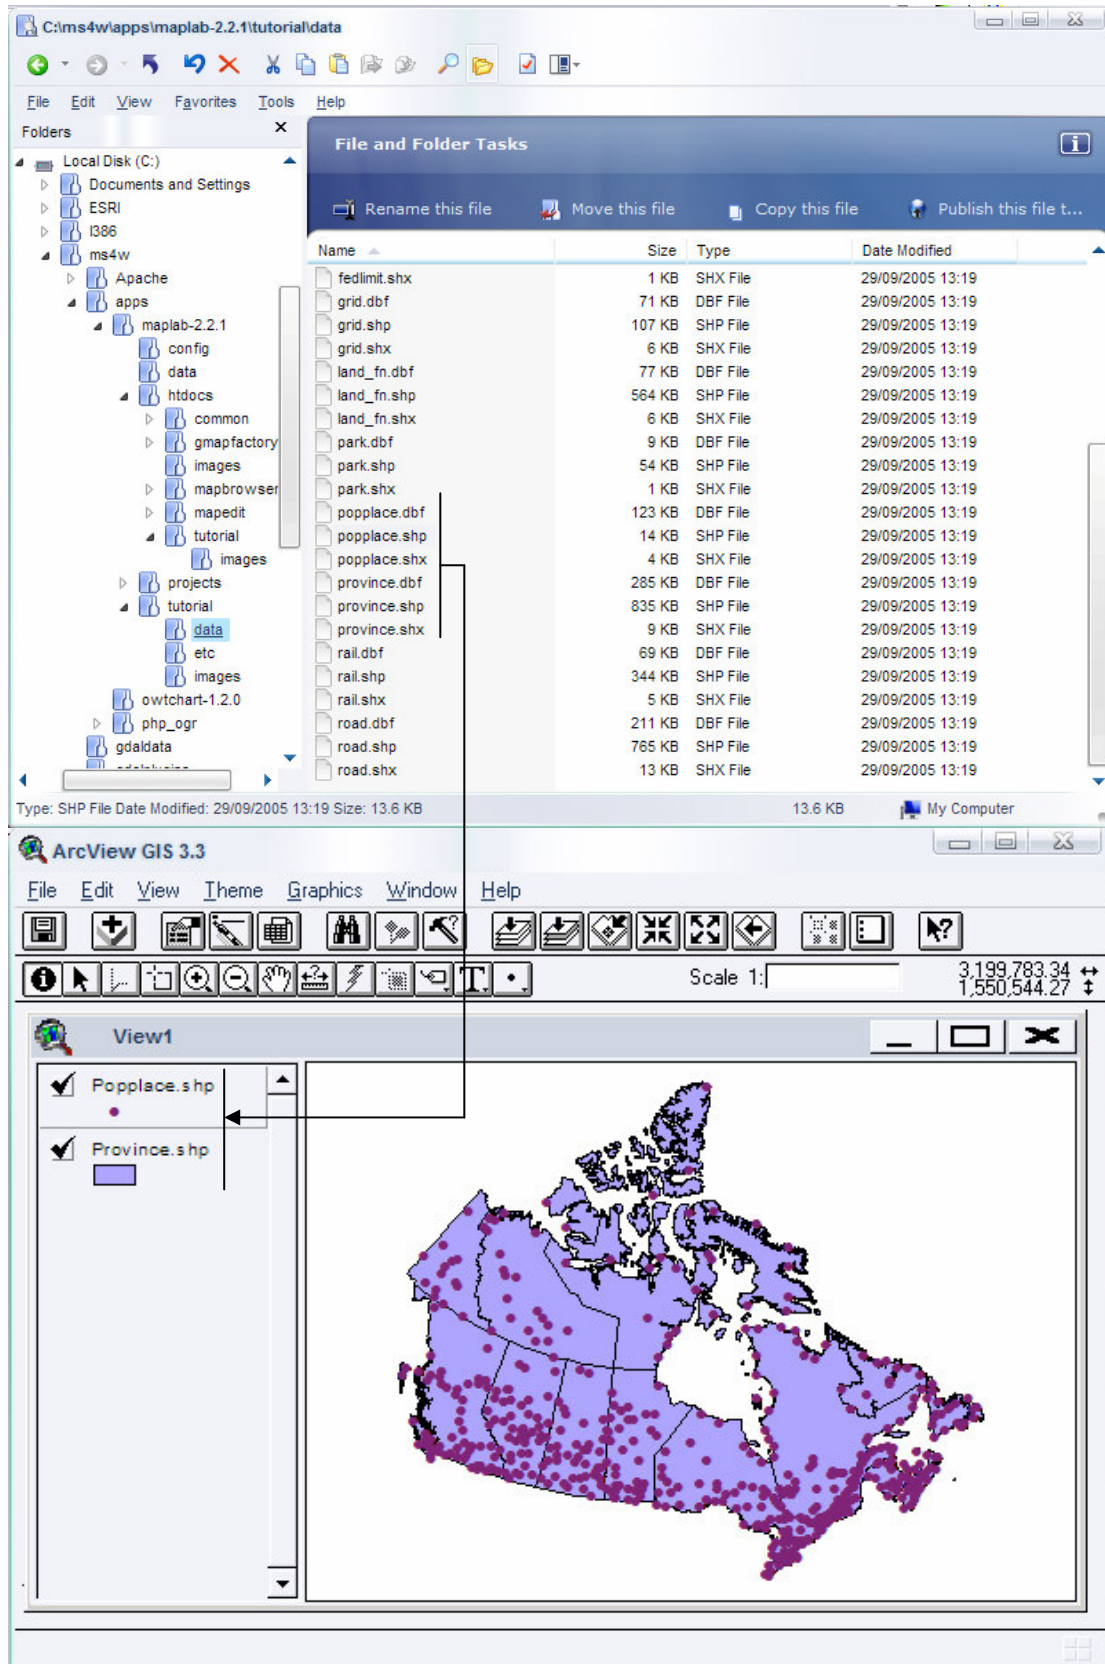 C:\ms4w\apps\maplab-2.2.1\tutorial\data
File Edit View Favorites Tools Help
Folders
Local Disk (C:)
Documents and Settings
ESRI
I386
ms4w
Apache
apps
maplab-2.2.1
config
data
htdocs
common
gmapfactory
images
mapbrowser
mapedit
tutorial
images
projects
tutorial
data
etc
images
owtchart-1.2.0
php_ogr
gdaldata
File and Folder Tasks
Rename this file Move this file Copy this file Publish this file t...
Name Size Type Date Modified
fedlimit.shx 1 KB SHX File 29/09/2005 13:19
grid.dbf 71 KB DBF File 29/09/2005 13:19
grid.shp 107 KB SHP File 29/09/2005 13:19
grid.shx 6 KB SHX File 29/09/2005 13:19
land_fn.dbf 77 KB DBF File 29/09/2005 13:19
land_fn.shp 564 KB SHP File 29/09/2005 13:19
land_fn.shx 6 KB SHX File 29/09/2005 13:19
park.dbf 9 KB DBF File 29/09/2005 13:19
park.shp 54 KB SHP File 29/09/2005 13:19
park.shx 1 KB SHX File 29/09/2005 13:19
popplace.dbf 123 KB DBF File 29/09/2005 13:19
popplace.shp 14 KB SHP File 29/09/2005 13:19
popplace.shx 4 KB SHX File 29/09/2005 13:19
province.dbf 285 KB DBF File 29/09/2005 13:19
province.shp 835 KB SHP File 29/09/2005 13:19
province.shx 9 KB SHX File 29/09/2005 13:19
rail.dbf 69 KB DBF File 29/09/2005 13:19
rail.shp 344 KB SHP File 29/09/2005 13:19
rail.shx 5 KB SHX File 29/09/2005 13:19
road.dbf 211 KB DBF File 29/09/2005 13:19
road.shp 765 KB SHP File 29/09/2005 13:19
road.shx 13 KB SHX File 29/09/2005 13:19
Type: SHP File Date Modified: 29/09/2005 13:19 Size: 13.6 KB 13.6 KB My Computer
ArcView GIS 3.3
File Edit View Theme Graphics Window Help
Scale 1: 3,199,783.34
1,550,544.27
View1
Popplace.shp
Province.shp